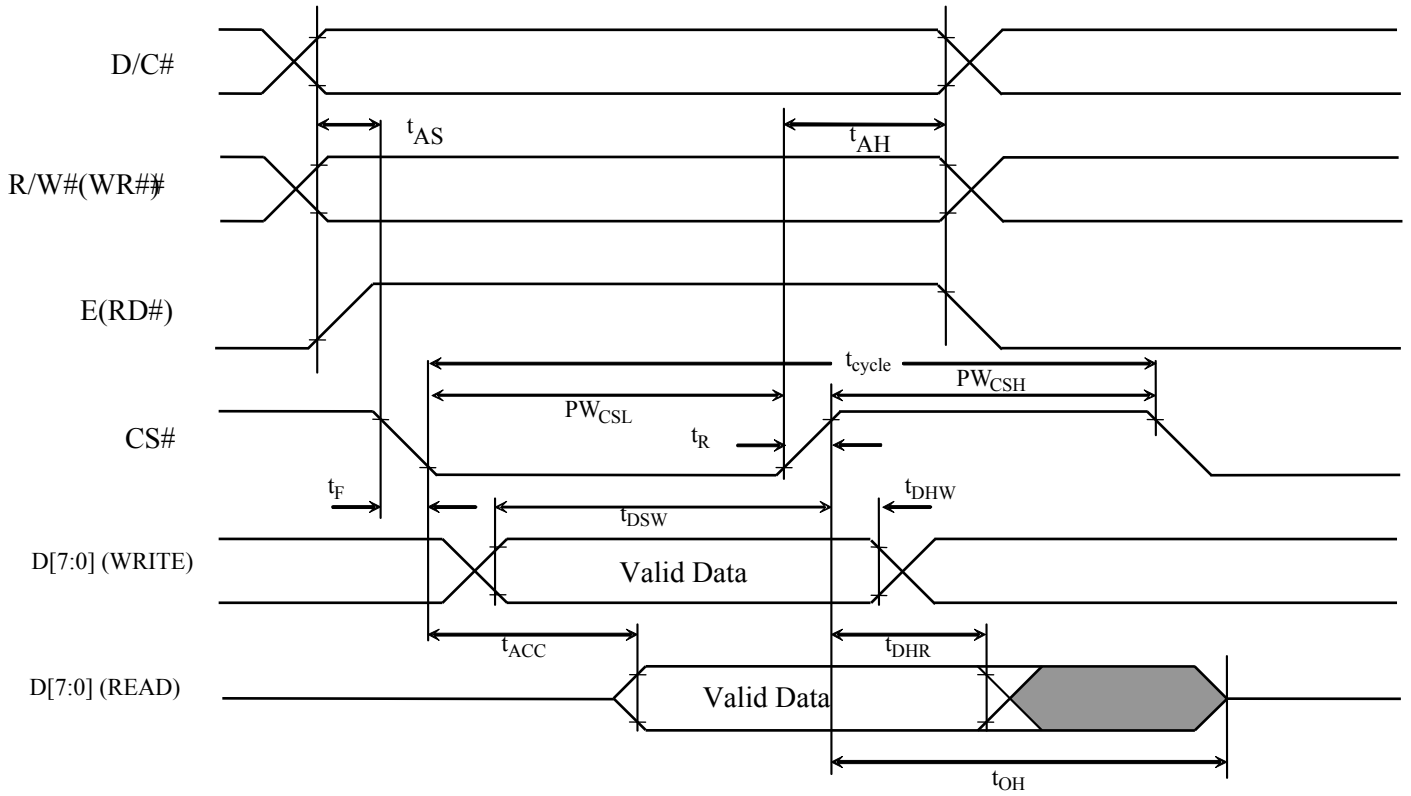 D/C#
tAS
tAH
R/W#(WR##)
E(RD#)
tcycle
PWCSL
PWCSH
CS#
tR
tF
tDSW
tDHW
D[7:0] (WRITE)
Valid Data
tACC
tDHR
D[7:0] (READ)
Valid Data
tOH